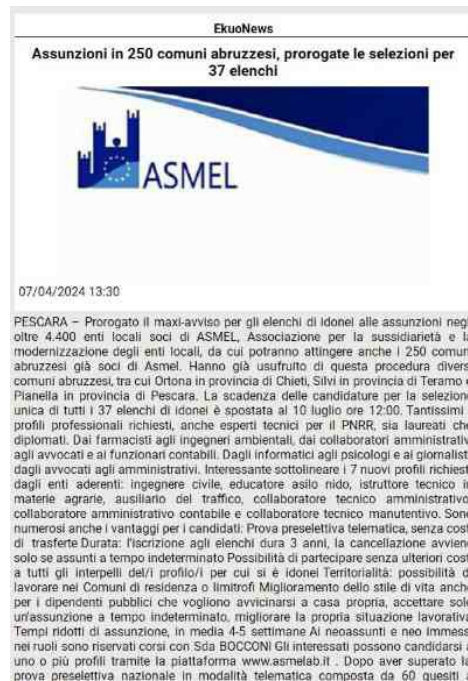 EkuoNews
Assunzioni in 250 comuni abruzzesi, prorogate le selezioni per
37 elenchi
ASMEL
07/04/2024 13:30
PESCARA – Prorogato il maxi-avviso per gli elenchi di Idonei alle assunzioni negl
oltre 4.400 enti locali soci di ASMEL, Associazione per la sussidiarietà e la
modernizzazione degli enti locali, da cui potranno attingere anche i 250 comun
abruzzesi già soci di Asmel. Hanno già usufruito di questa procedura divers
comuni abruzzesi, tra cui Ortona in provincia di Chieti, Silvi in provincia di Teramo e
Pianella in provincia di Pescara. La scadenza delle candidature per la selezione
unica di tutti i 37 elenchi di idonei è spostata al 10 luglio ore 12:00. Tantissimi
profili professionali richiesti, anche esperti tecnici per il PNRR, sia laureati che
diplomati. Dai farmacisti agli ingegneri ambientali, dai collaboratori amministrativ
agli avvocati e ai funzionari contabili. Dagli informatici agli psicologi e ai giornalist
dagli avvocati agli amministrativi. Interessante sottolineare i 7 nuovi profili richiest
dagli enti aderenti: ingegnere civile, educatore asilo nido, istruttore tecnico in
materie agrarie, ausiliario del traffico, collaboratore tecnico amministrativo
collaboratore amministrativo contabile e collaboratore tecnico manutentivo. Sono
numerosi anche i vantaggi per i candidati: Prova preselettiva telematica, senza cost
di trasferte Durata: l'iscrizione agli elenchi dura 3 anni, la cancellazione avviene
solo se assunti a tempo indeterminato Possibilità di partecipare senza ulteriori cost
a tutti gli interpelli del/i profilo/i per cui si è idonei Territorialità: possibilità d
lavorare nei Comuni di residenza o limitrofi Miglioramento dello stile di vita anche
per i dipendenti pubblici che vogliono avvicinarsi a casa propria, accettare solo
un'assunzione a tempo indeterminato, migliorare la propria situazione lavorativa
Tempi ridotti di assunzione, in media 4-5 settimane Ai neoassunti e neo immess
nei ruoli sono riservati corsi con Sda BOCCONI Gli interessati possono candidarsi a
uno o più profili tramite la piattaforma www.asmelab.it . Dopo aver superato la
prova preselettiva nazionale in modalità telematica composta da 60 quesiti a